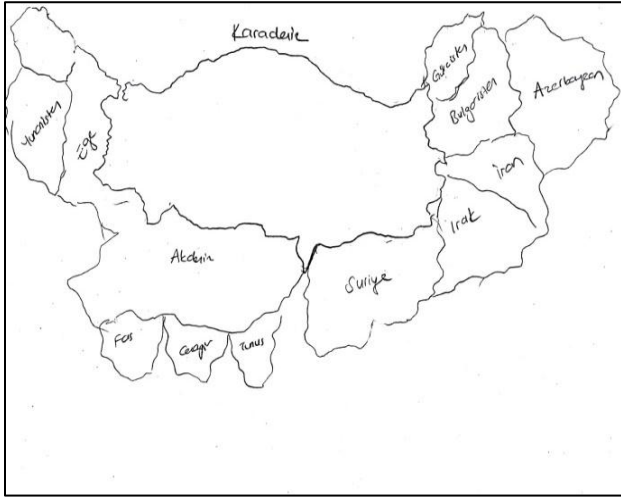 Karadeniz
Gürcistan
Bulgaristan
Azerbaycan
Yunanistan
Ege
İran
Irak
Akdeniz
Suriye
Fas
Cezayir
Tunus